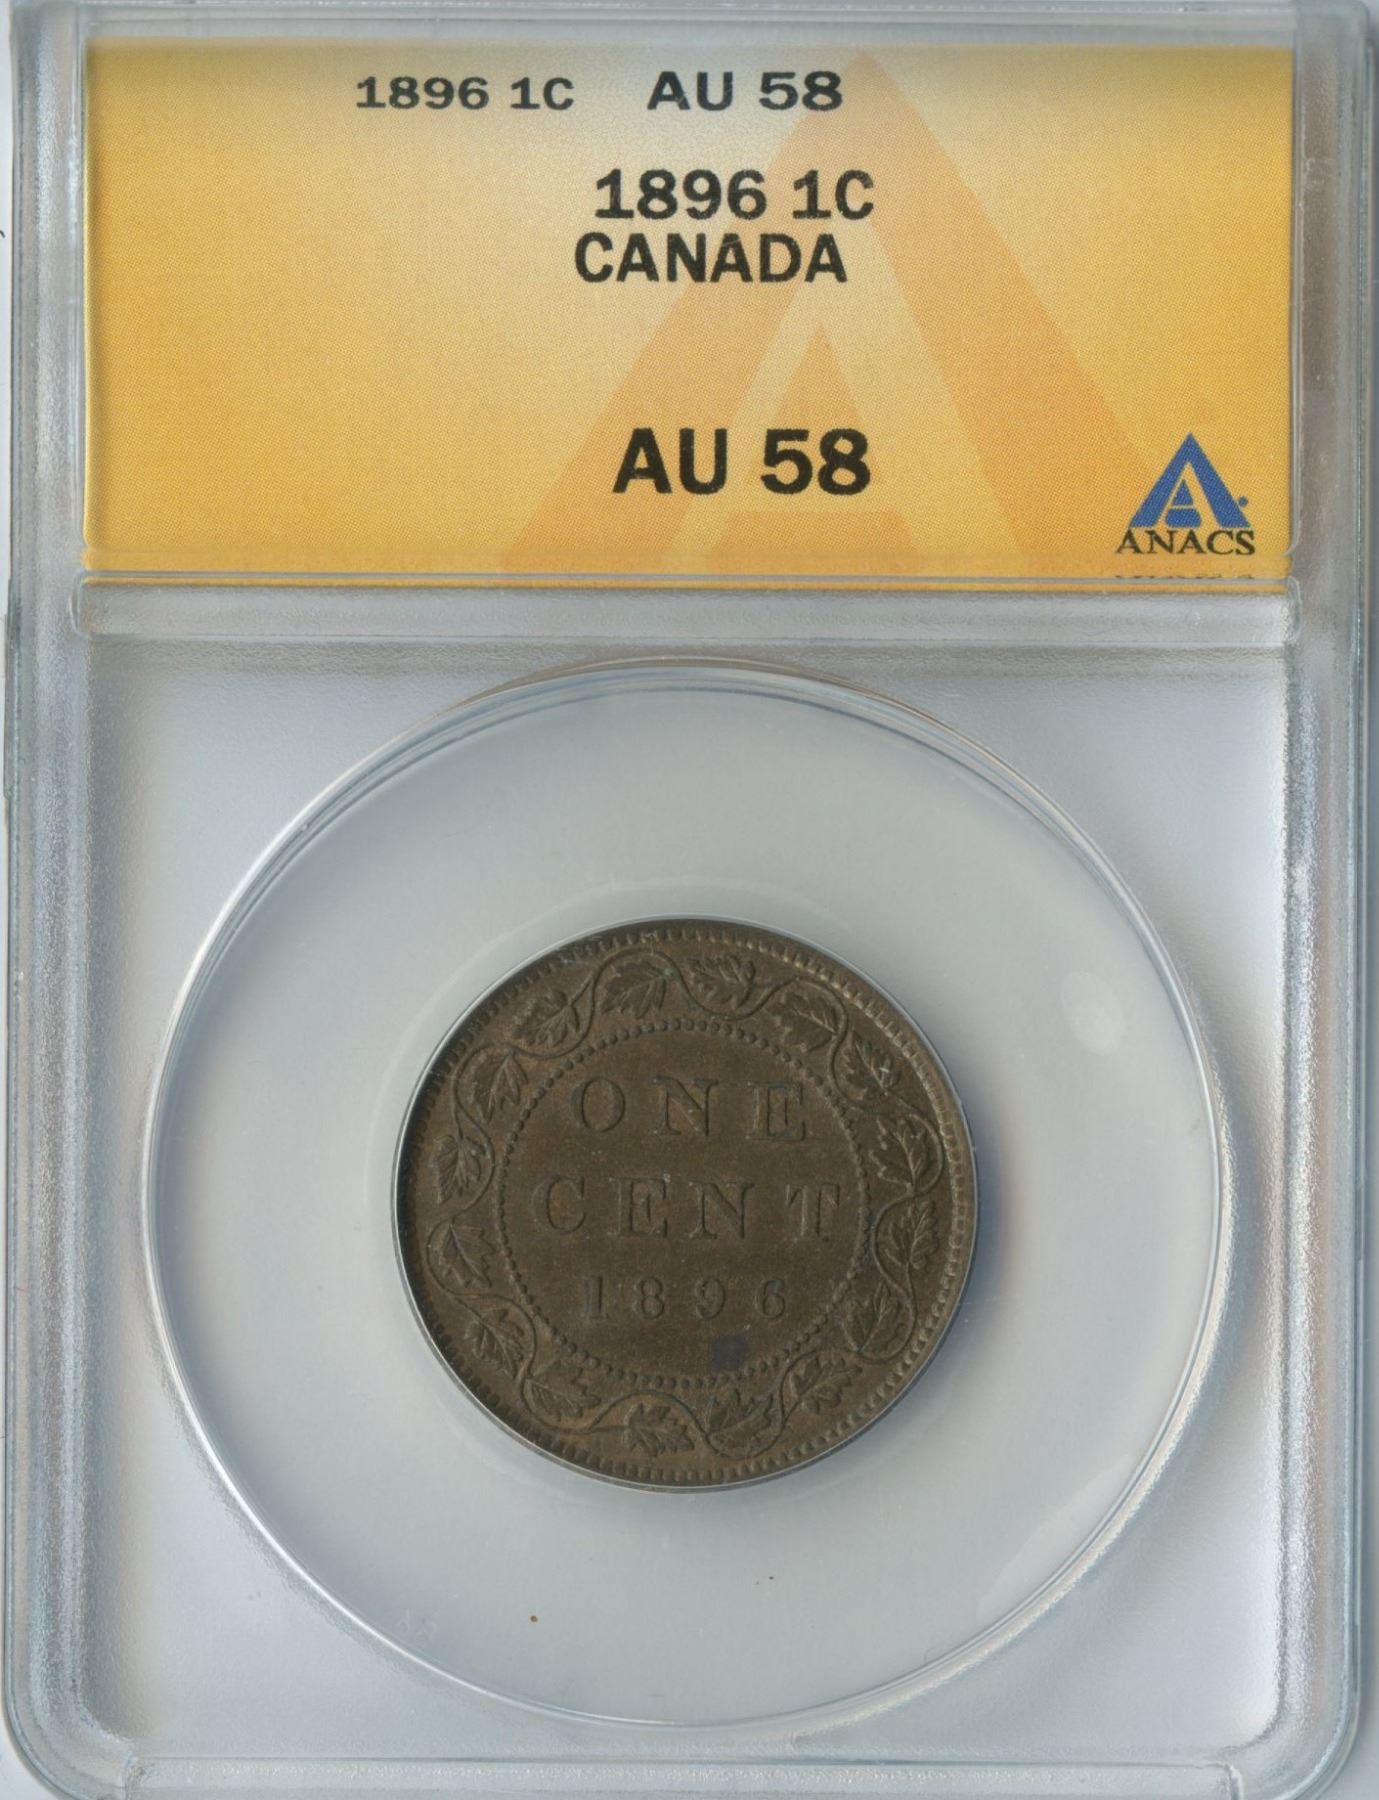 1896 1C AU 58
1896 1C
CANADA
AU 58
ANACS
ONE
CENT
1896